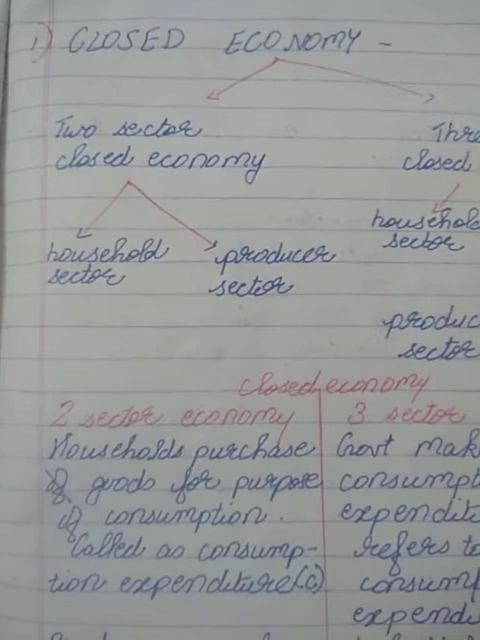 1) CLOSED ECONOMY -
Two sector
closed economy
Thre
closed
household
sector
producer
sector
household
sector
produc
sector
closed economy
2 sector economy
Households purchase
of goods for purpose
of consumption.
Called as consump-
tion expenditure(C)
3 sector
Govt mak
consumpt
expendit
refers to
consump
expendi